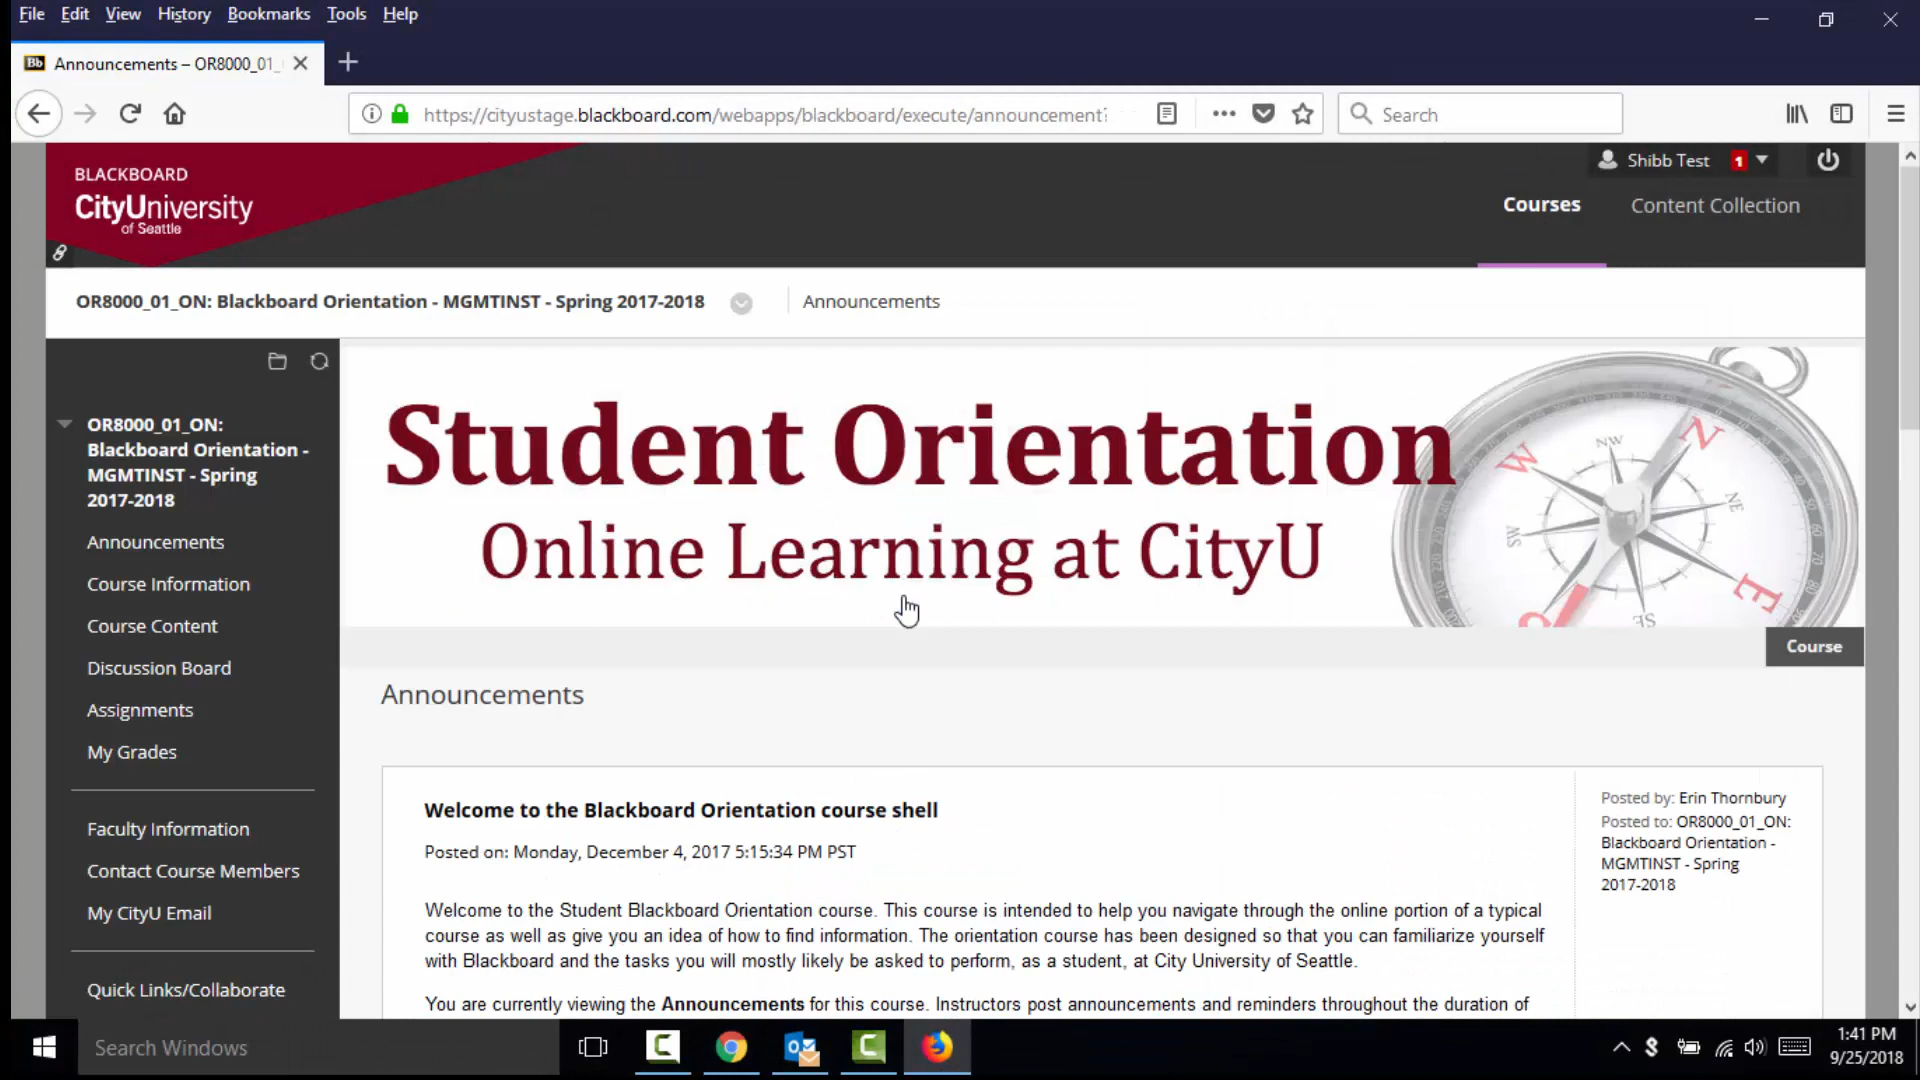 File Edit View History Bookmarks Tools Help
Bb Announcements – OR8000_01_
https://cityustage.blackboard.com/webapps/blackboard/execute/announcement?
Search
BLACKBOARD
CityUniversity
of Seattle
Shibb Test 1
Courses Content Collection
OR8000_01_ON: Blackboard Orientation - MGMTINST - Spring 2017-2018
Announcements
OR8000_01_ON:
Blackboard Orientation -
MGMTINST - Spring
2017-2018
Announcements
Course Information
Course Content
Discussion Board
Assignments
My Grades
Faculty Information
Contact Course Members
My CityU Email
Quick Links/Collaborate
Student Orientation
Online Learning at CityU
W NW N NE E SE SW
Course
Announcements
Welcome to the Blackboard Orientation course shell
Posted on: Monday, December 4, 2017 5:15:34 PM PST
Welcome to the Student Blackboard Orientation course. This course is intended to help you navigate through the online portion of a typical
course as well as give you an idea of how to find information. The orientation course has been designed so that you can familiarize yourself
with Blackboard and the tasks you will mostly likely be asked to perform, as a student, at City University of Seattle.
You are currently viewing the Announcements for this course. Instructors post announcements and reminders throughout the duration of
Posted by: Erin Thornbury
Posted to: OR8000_01_ON:
Blackboard Orientation -
MGMTINST - Spring
2017-2018
Search Windows
1:41 PM
9/25/2018